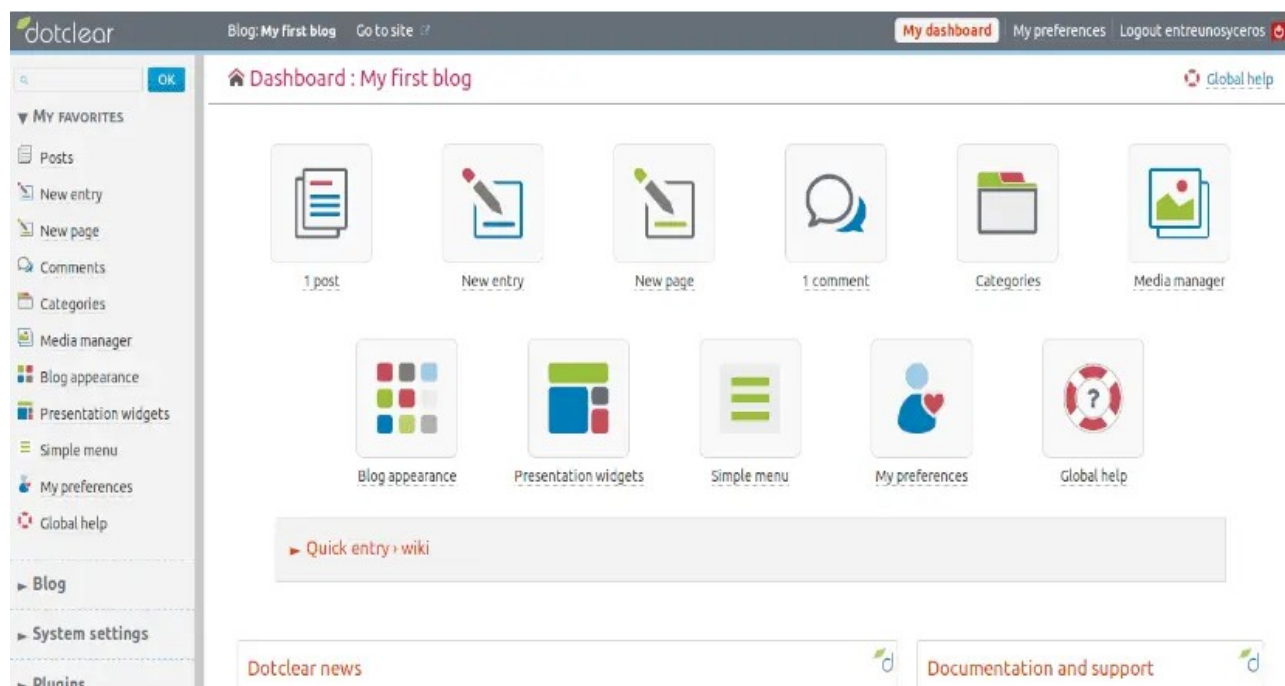 dotclear
Blog: My first blog Go to site
My dashboard My preferences Logout entreunosyceros
OK
Dashboard : My first blog
Global help
MY FAVORITES
Posts
New entry
New page
Comments
Categories
Media manager
Blog appearance
Presentation widgets
Simple menu
My preferences
Global help
Blog
System settings
Plugins
1 post
New entry
New page
1 comment
Categories
Media manager
Blog appearance
Presentation widgets
Simple menu
My preferences
?
Global help
Quick entry › wiki
Dotclear news
d
Documentation and support
d